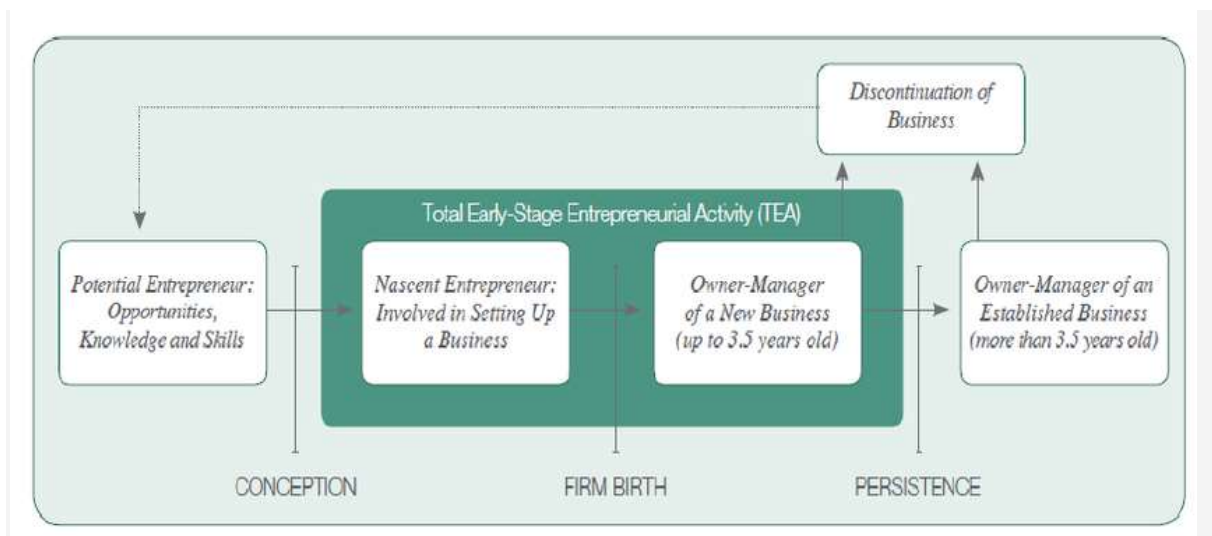 Discontinuation of
Business
Total Early-Stage Entrepreneurial Activity (TEA)
Potential Entrepreneur:
Opportunities,
Knowledge and Skills
Nascent Entrepreneur:
Involved in Setting Up
a Business
Owner-Manager
of a New Business
(up to 3.5 years old)
Owner-Manager of an
Established Business
(more than 3.5 years old)
CONCEPTION
FIRM BIRTH
PERSISTENCE